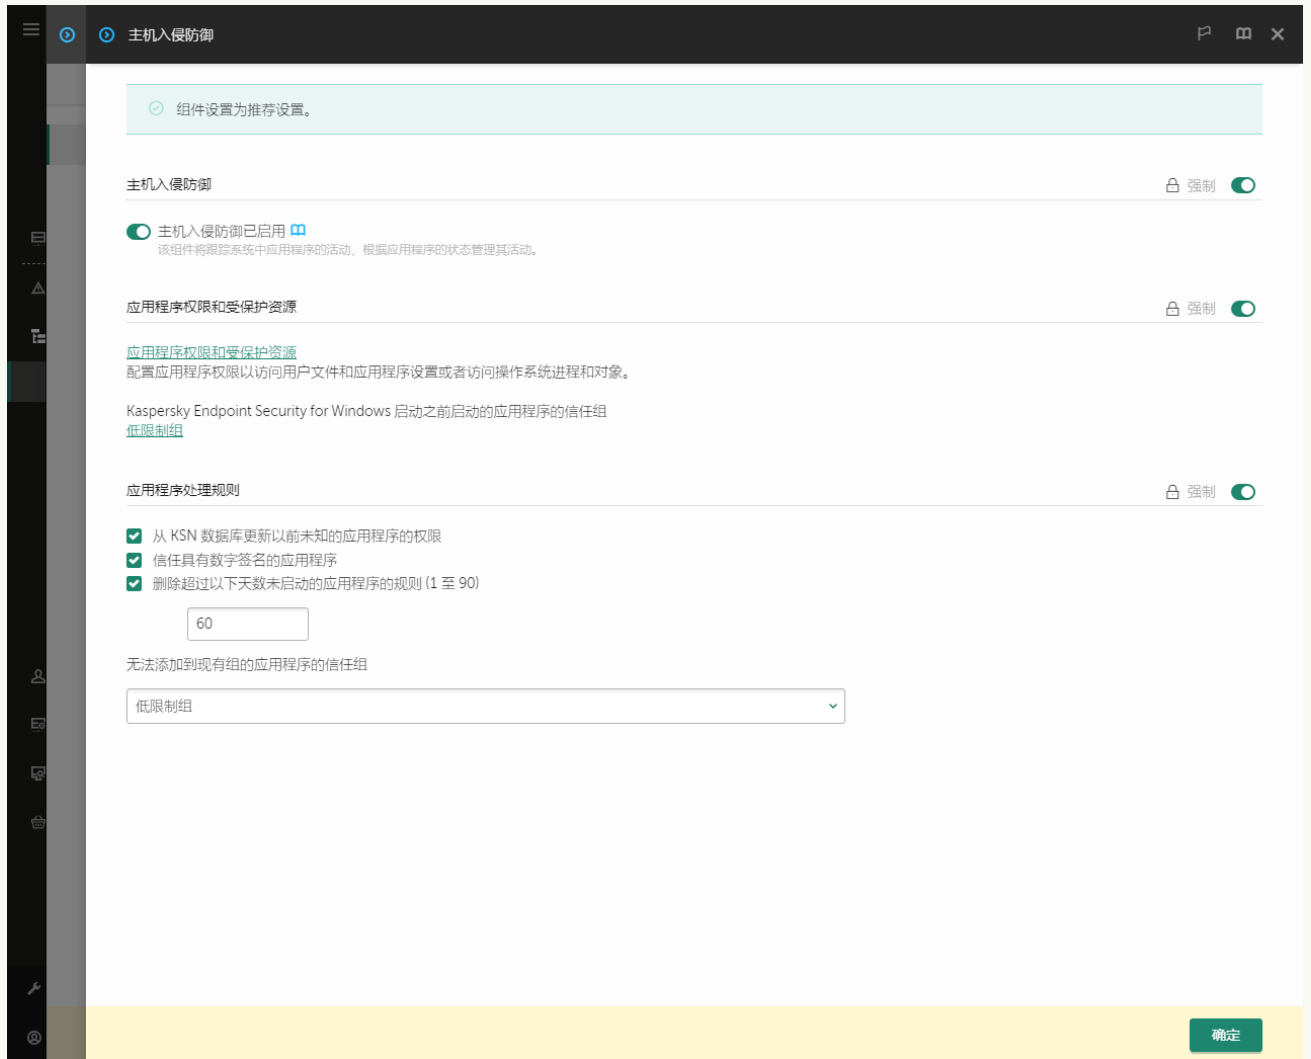 主机入侵防御
组件设置为推荐设置。
主机入侵防御
强制
主机入侵防御已启用
该组件将跟踪系统中应用程序的活动，根据应用程序的状态管理其活动。
应用程序权限和受保护资源
强制
应用程序权限和受保护资源
配置应用程序权限以访问用户文件和应用程序设置或者访问操作系统进程和对象。
Kaspersky Endpoint Security for Windows 启动之前启动的应用程序的信任组
低限制组
应用程序处理规则
强制
从 KSN 数据库更新以前未知的应用程序的权限
信任具有数字签名的应用程序
删除超过以下天数未启动的应用程序的规则 (1 至 90)
60
无法添加到现有组的应用程序的信任组
低限制组
确定